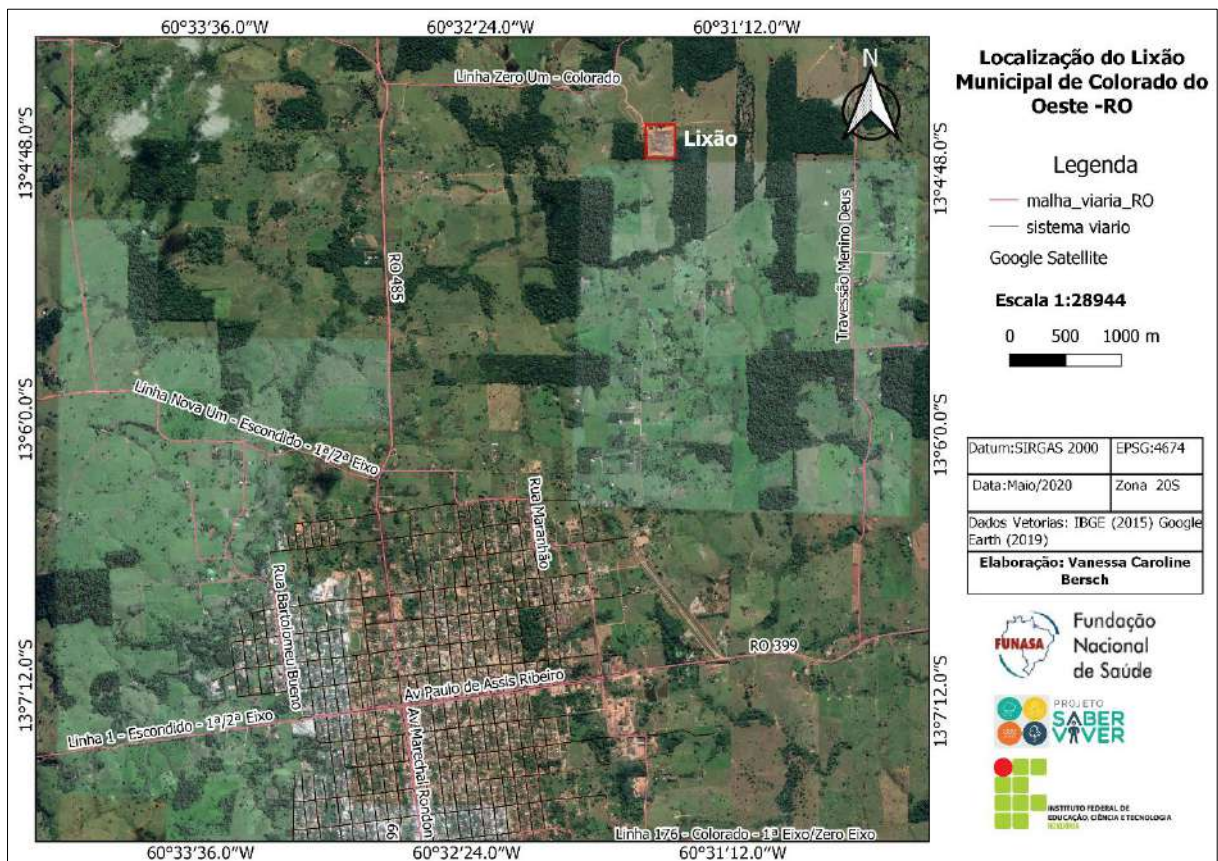 60°33'36.0"W
60°32'24.0"W
60°31'12.0"W
13°4'48.0"S
13°6'0.0"S
13°7'12.0"S
Linha Zero Um - Colorado
Lixão
N
RO 485
Travessão Menino Deus
Linha Nova Um - Escondido - 1ª/2ª Eixo
Rua Maranhão
Rua Bartolomeu Bueno
RO 399
Av Paulo de Assis Ribeiro
Linha 1 - Escondido - 1ª/2ª Eixo
Av Marechal Rondon
99
Linha 176 - Colorado - 1ª Eixo/Zero Eixo
13°4'48.0"S
13°6'0.0"S
13°7'12.0"S
60°33'36.0"W
60°32'24.0"W
60°31'12.0"W
Localização do Lixão
Municipal de Colorado do
Oeste -RO
Legenda
malha_viaria_RO
sistema viario
Google Satellite
Escala 1:28944
0 500 1000 m
Datum:SIRGAS 2000 EPSG:4674
Data:Maio/2020 Zona 20S
Dados Vetorias: IBGE (2015) Google
Earth (2019)
Elaboração: Vanessa Caroline
Bersch
FUNASA
Fundação
Nacional
de Saúde
PROJETO
SABER
VIVER
INSTITUTO FEDERAL DE
EDUCAÇÃO, CIÊNCIA E TECNOLOGIA
RONDÔNIA